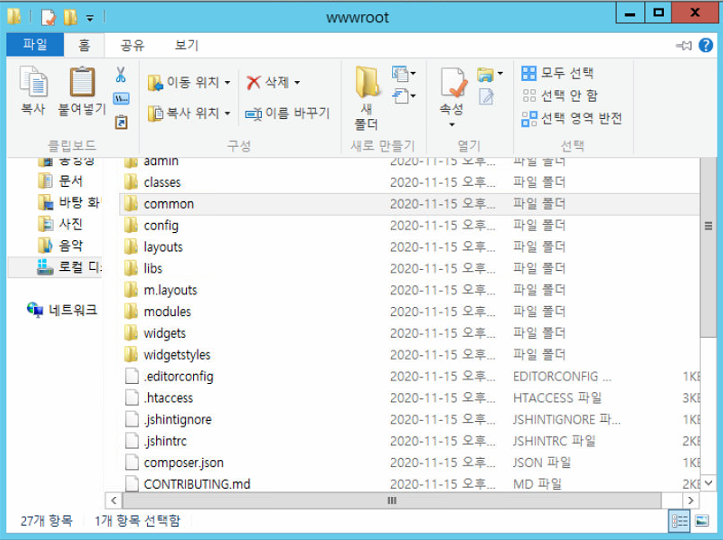 wwwroot
파일 홈 공유 보기
복사 붙여넣기
이동 위치 삭제
복사 위치 이름 바꾸기
새 폴더
속성
모두 선택
선택 안 함
선택 영역 반전
클립보드 구성 새로 만들기 열기 선택
동영상
문서
바탕 화
사진
음악
로컬 디
네트워크
admin 2020-11-15 오후... 파일 폴더
classes 2020-11-15 오후... 파일 폴더
common 2020-11-15 오후... 파일 폴더
config 2020-11-15 오후... 파일 폴더
layouts 2020-11-15 오후... 파일 폴더
libs 2020-11-15 오후... 파일 폴더
m.layouts 2020-11-15 오후... 파일 폴더
modules 2020-11-15 오후... 파일 폴더
widgets 2020-11-15 오후... 파일 폴더
widgetstyles 2020-11-15 오후... 파일 폴더
.editorconfig 2020-11-15 오후... EDITORCONFIG ... 1KB
.htaccess 2020-11-15 오후... HTACCESS 파일 3KB
.jshintignore 2020-11-15 오후... JSHINTIGNORE 파... 1KB
.jshintrc 2020-11-15 오후... JSHINTRC 파일 2KB
composer.json 2020-11-15 오후... JSON 파일 1KB
CONTRIBUTING.md 2020-11-15 오후... MD 파일 2KB
27개 항목 1개 항목 선택함